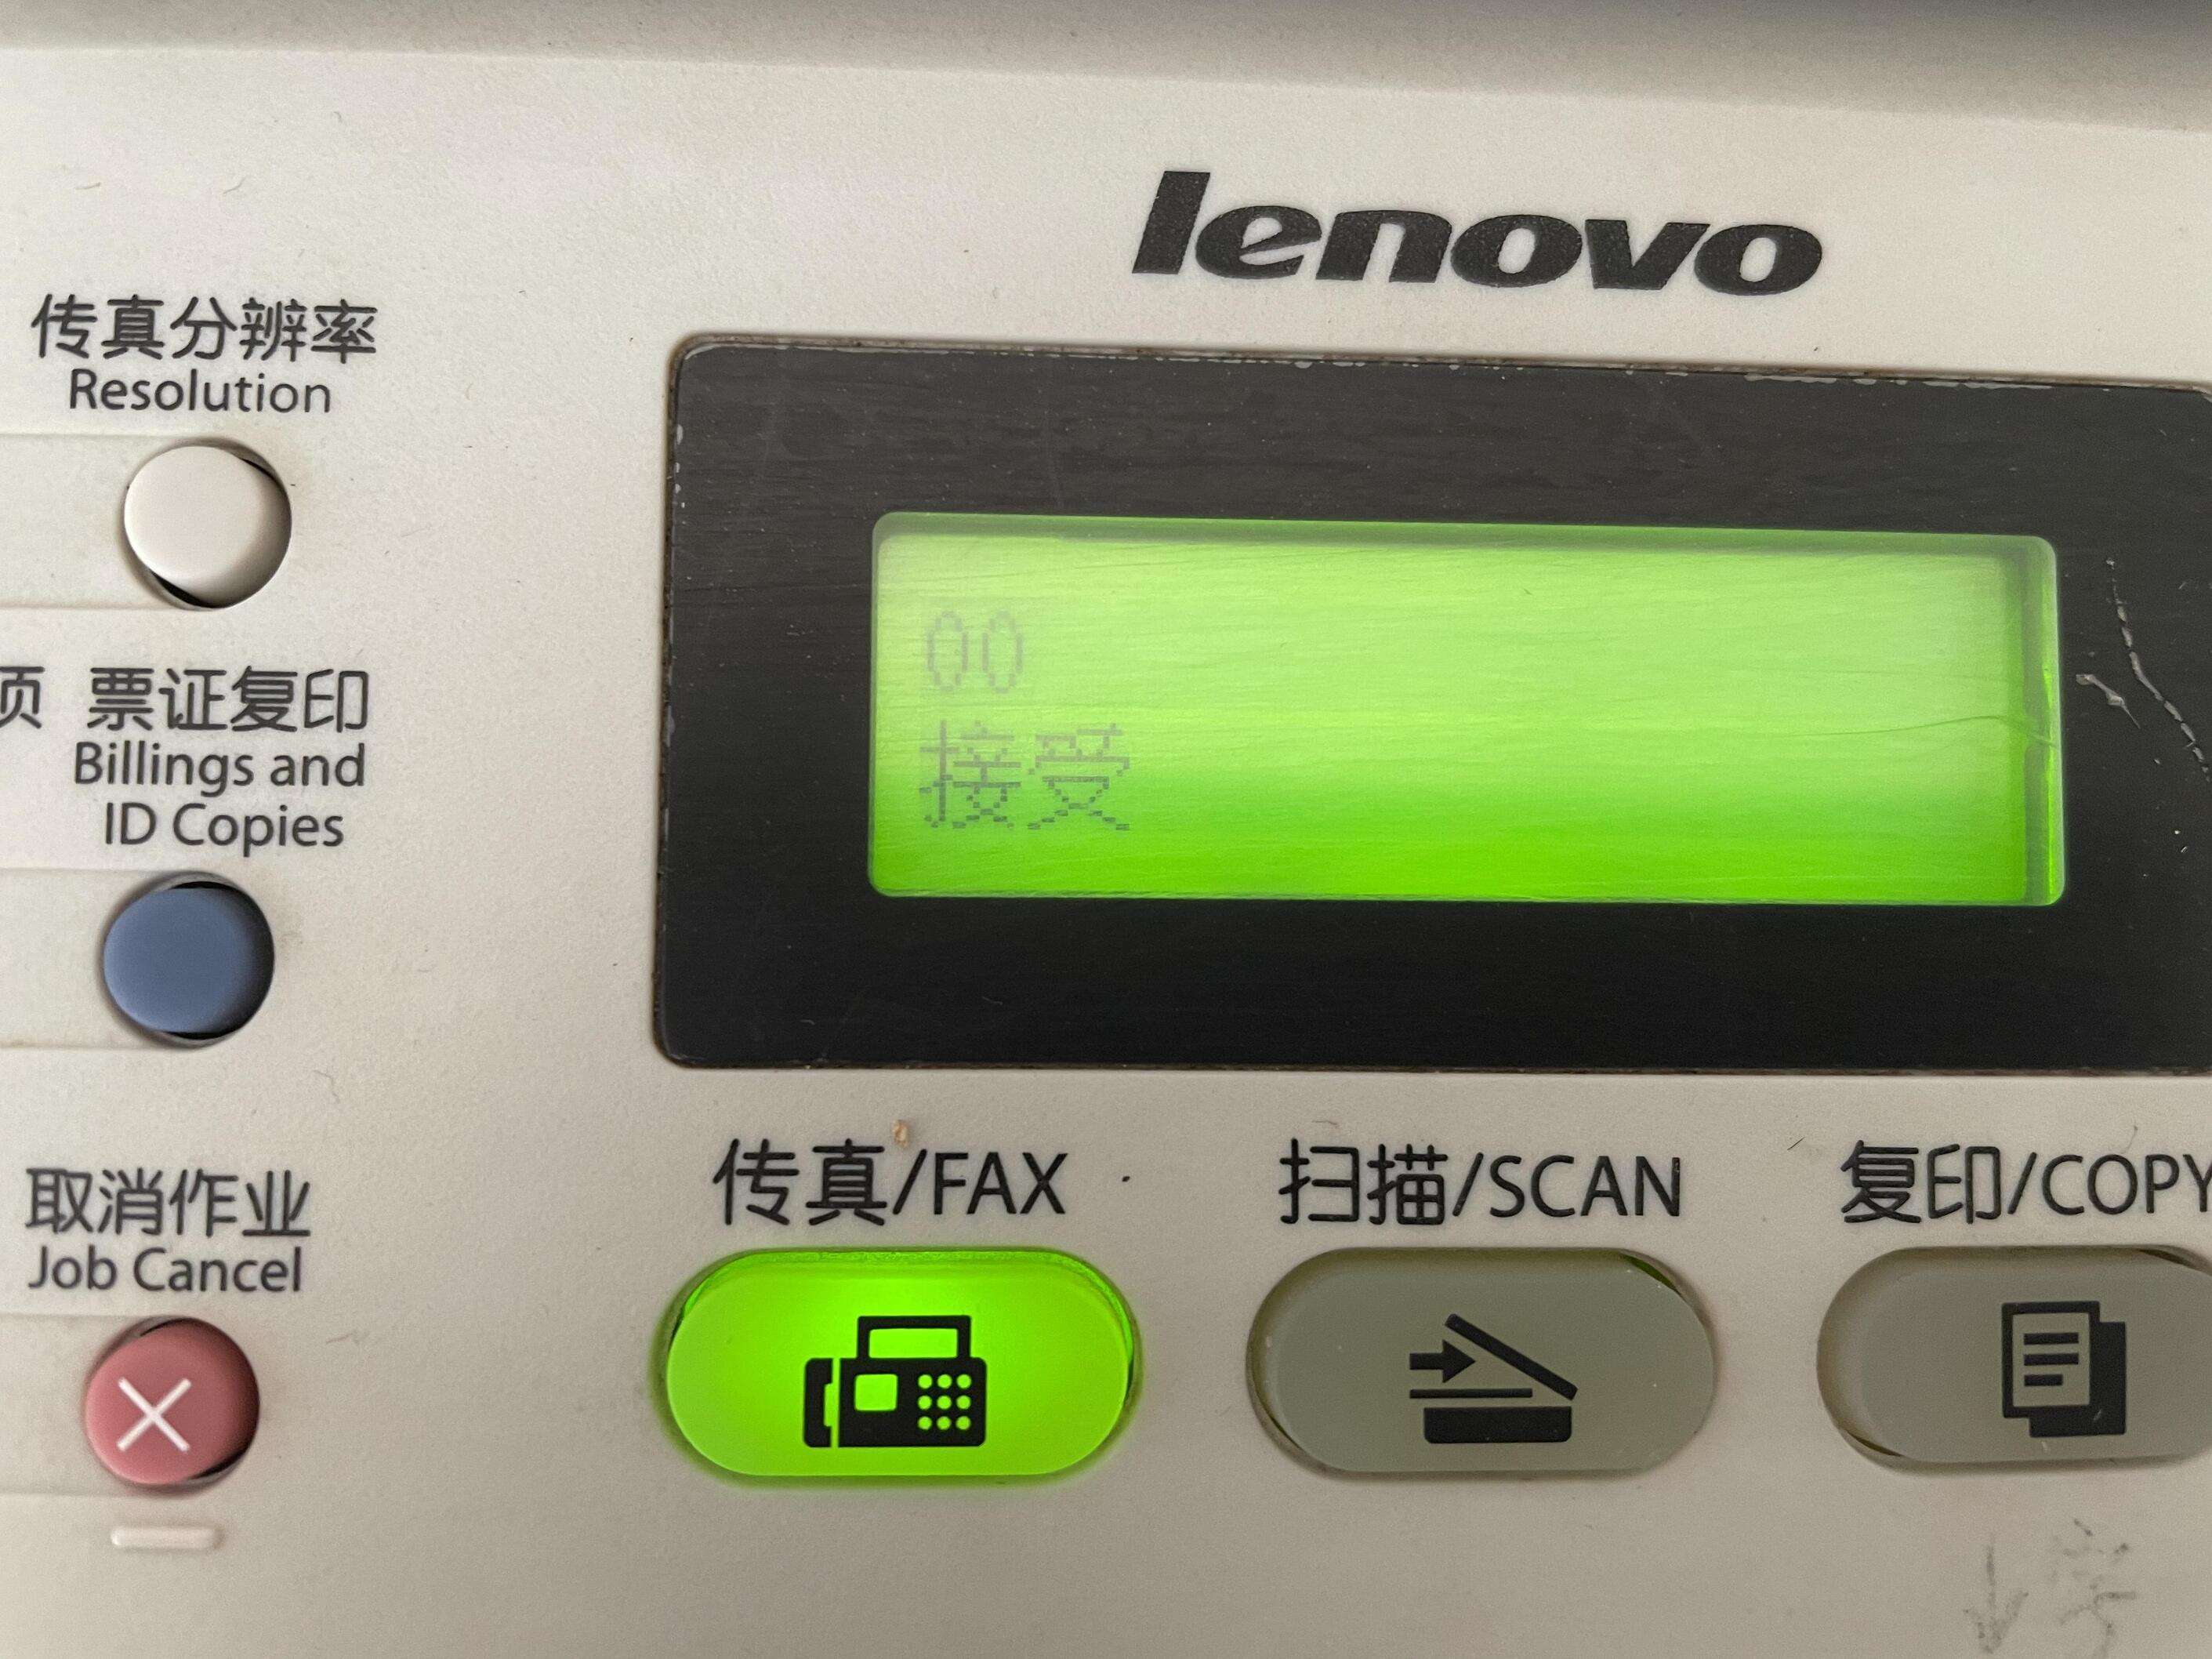 lenovo
传真分辨率
Resolution
项 票证复印
Billings and
ID Copies
00
接受
取消作业
Job Cancel
传真/FAX
扫描/SCAN
复印/COPY